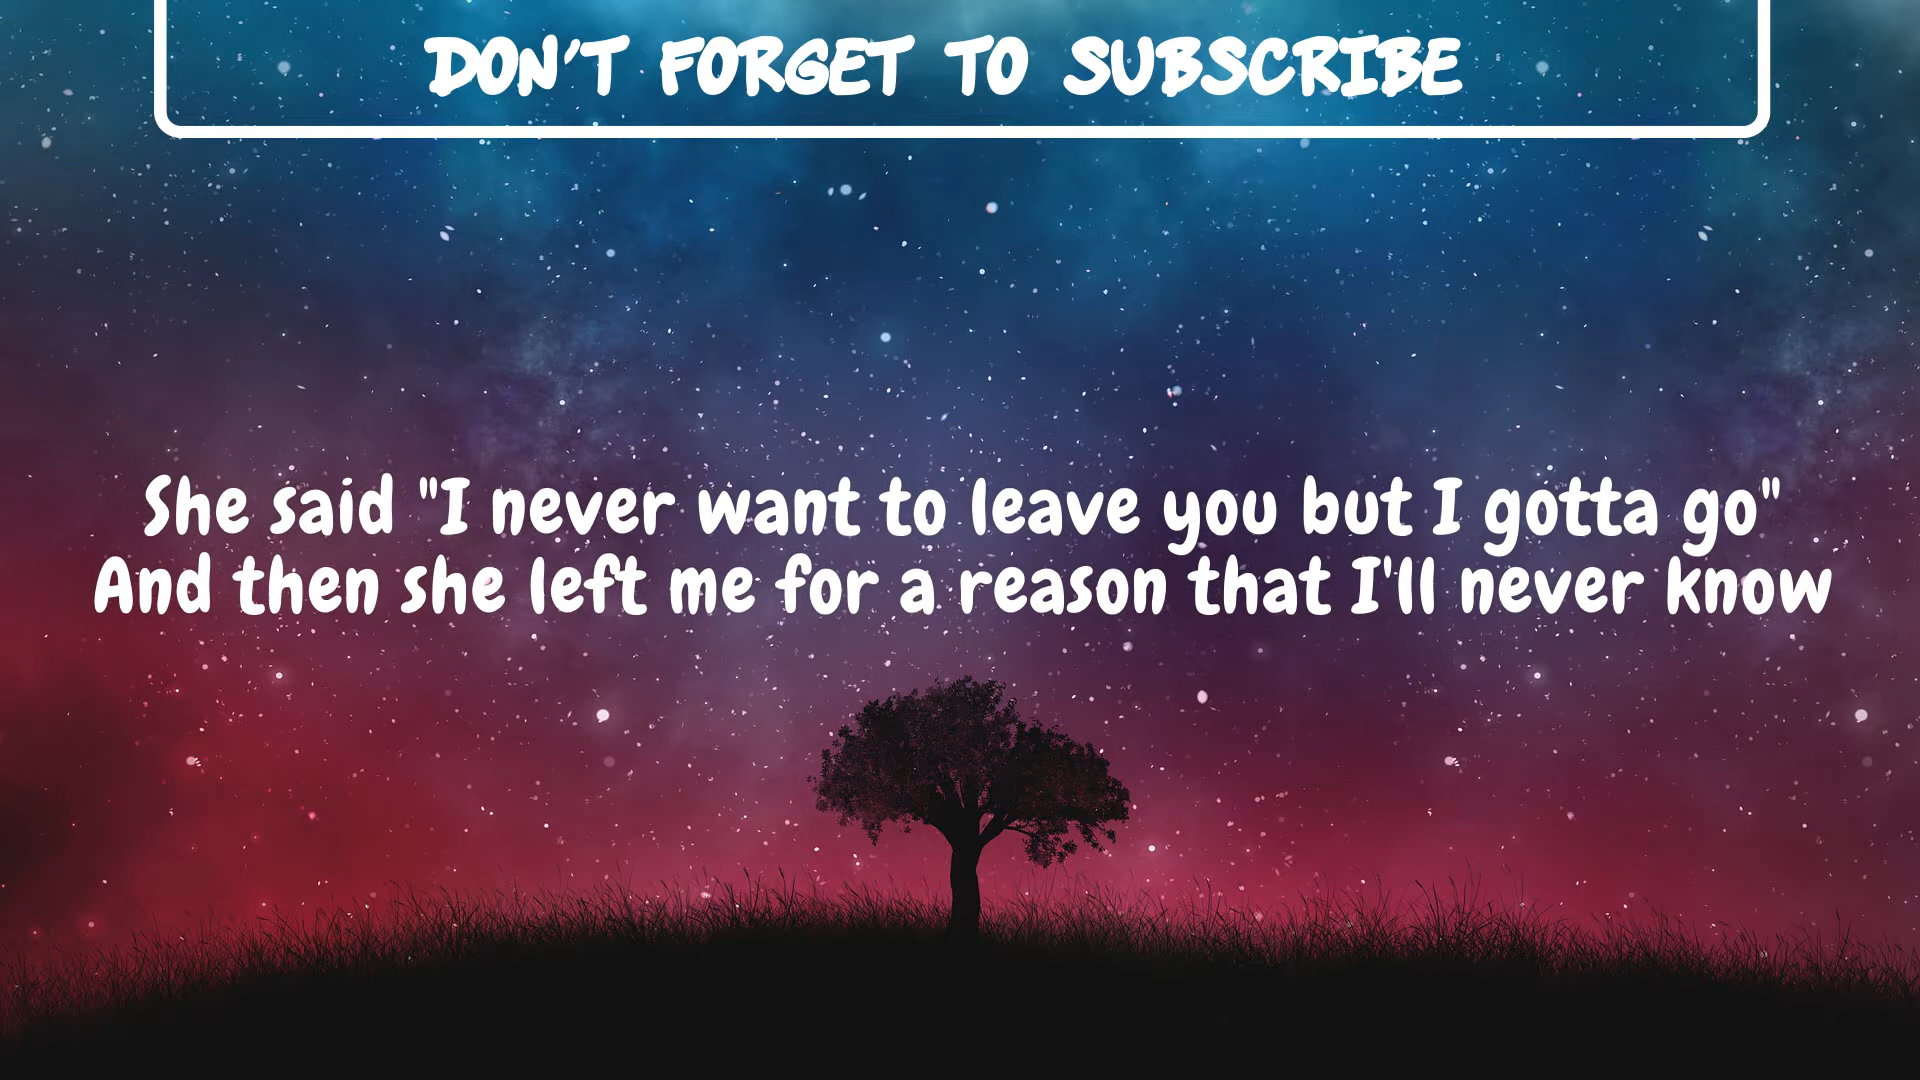 DON'T FORGET TO SUBSCRIBE
She said "I never want to leave you but I gotta go"
And then she left me for a reason that I'll never know